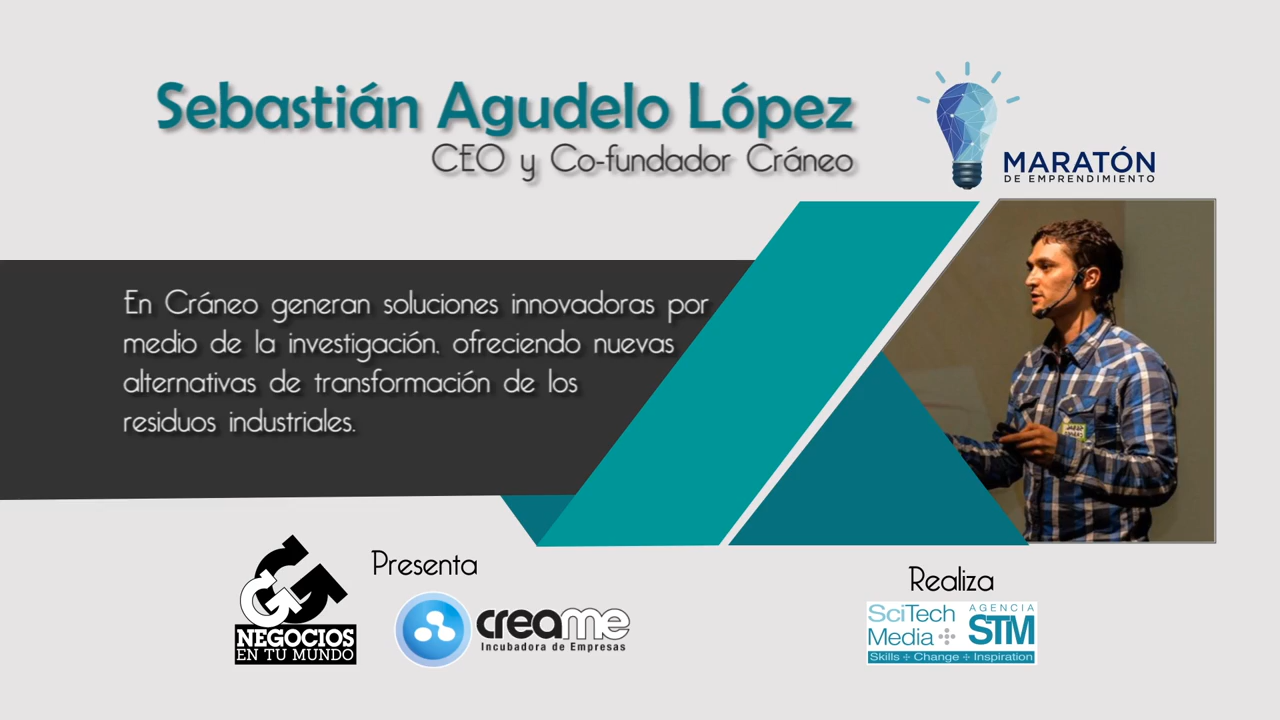 Sebastián Agudelo López
CEO y Co-fundador Cráneo
MARATÓN
DE EMPRENDIMIENTO
En Cráneo generan soluciones innovadoras por
medio de la investigación. ofreciendo nuevas
alternativas de transformación de los
residuos industriales.
Presenta
NEGOCIOS
EN TU MUNDO
creame
Incubadora de Empresas
Realiza
SciTech
Media
AGENCIA
STM
Skills + Change + Inspiration